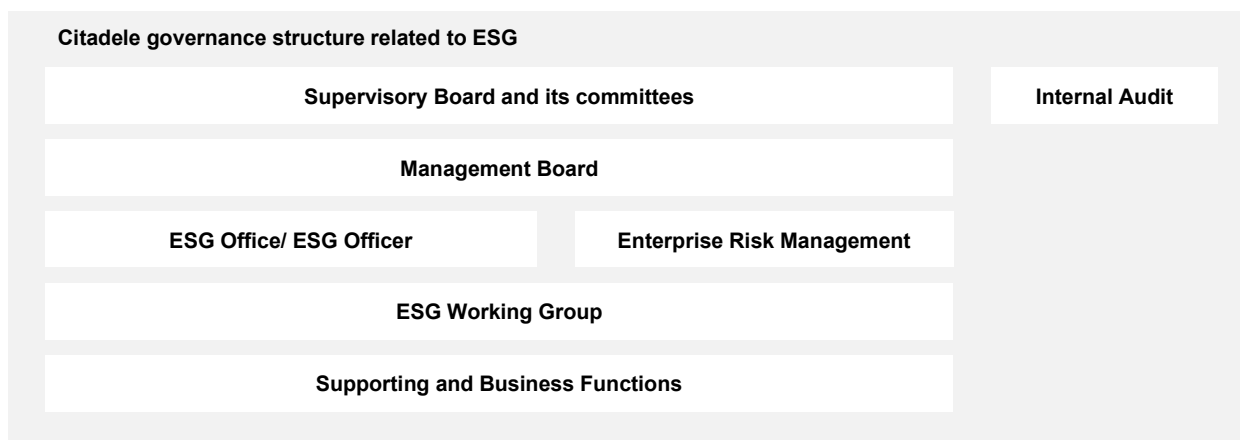 Citadele governance structure related to ESG
Supervisory Board and its committees
Internal Audit
Management Board
ESG Office/ ESG Officer
Enterprise Risk Management
ESG Working Group
Supporting and Business Functions